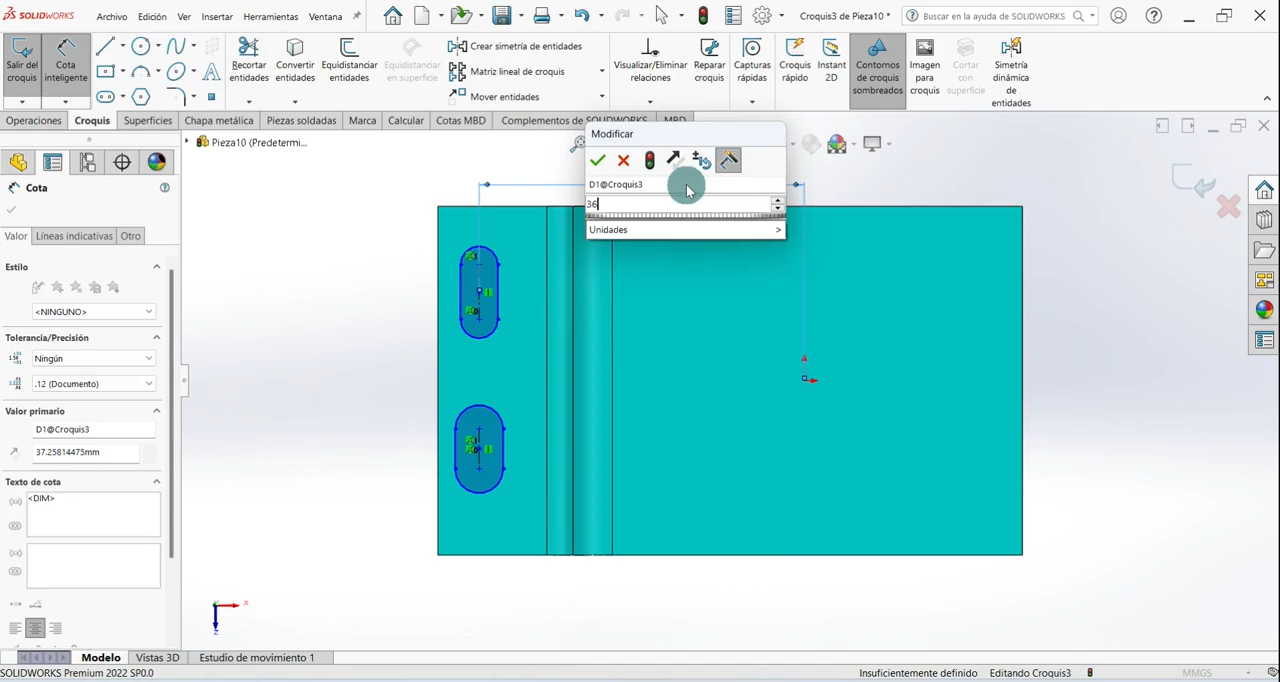 SOLIDWORKS Archivo Edición Ver Insertar Herramientas Ventana Croquis3 de Pieza10 * Buscar en la ayuda de SOLIDWORKS
Salir del croquis
Cota inteligente
Recortar entidades
Convertir entidades
Equidistanciar entidades
Equidistanciar en superficie
Crear simetría de entidades
Matriz lineal de croquis
Mover entidades
Visualizar/Eliminar relaciones
Reparar croquis
Capturas rápidas
Croquis rápido
Instant 2D
Contornos de croquis sombreados
Imagen para croquis
Cortar con superficie
Simetría dinámica de entidades
Operaciones Croquis Superficies Chapa metálica Piezas soldadas Marca Calcular Cotas MBD Complementos de SOLIDWORKS MBD
Pieza10 (Predetermi...
Modificar
D1@Croquis3
36
Unidades >
Cota
Valor Líneas indicativas Otro
Estilo
<NINGUNO>
Tolerancia/Precisión
Ningún
.12 (Documento)
Valor primario
D1@Croquis3
37.25814475mm
Texto de cota
<DIM>
x
z
Modelo Vistas 3D Estudio de movimiento 1
SOLIDWORKS Premium 2022 SP0.0 Insuficientemente definido Editando Croquis3 MMGS